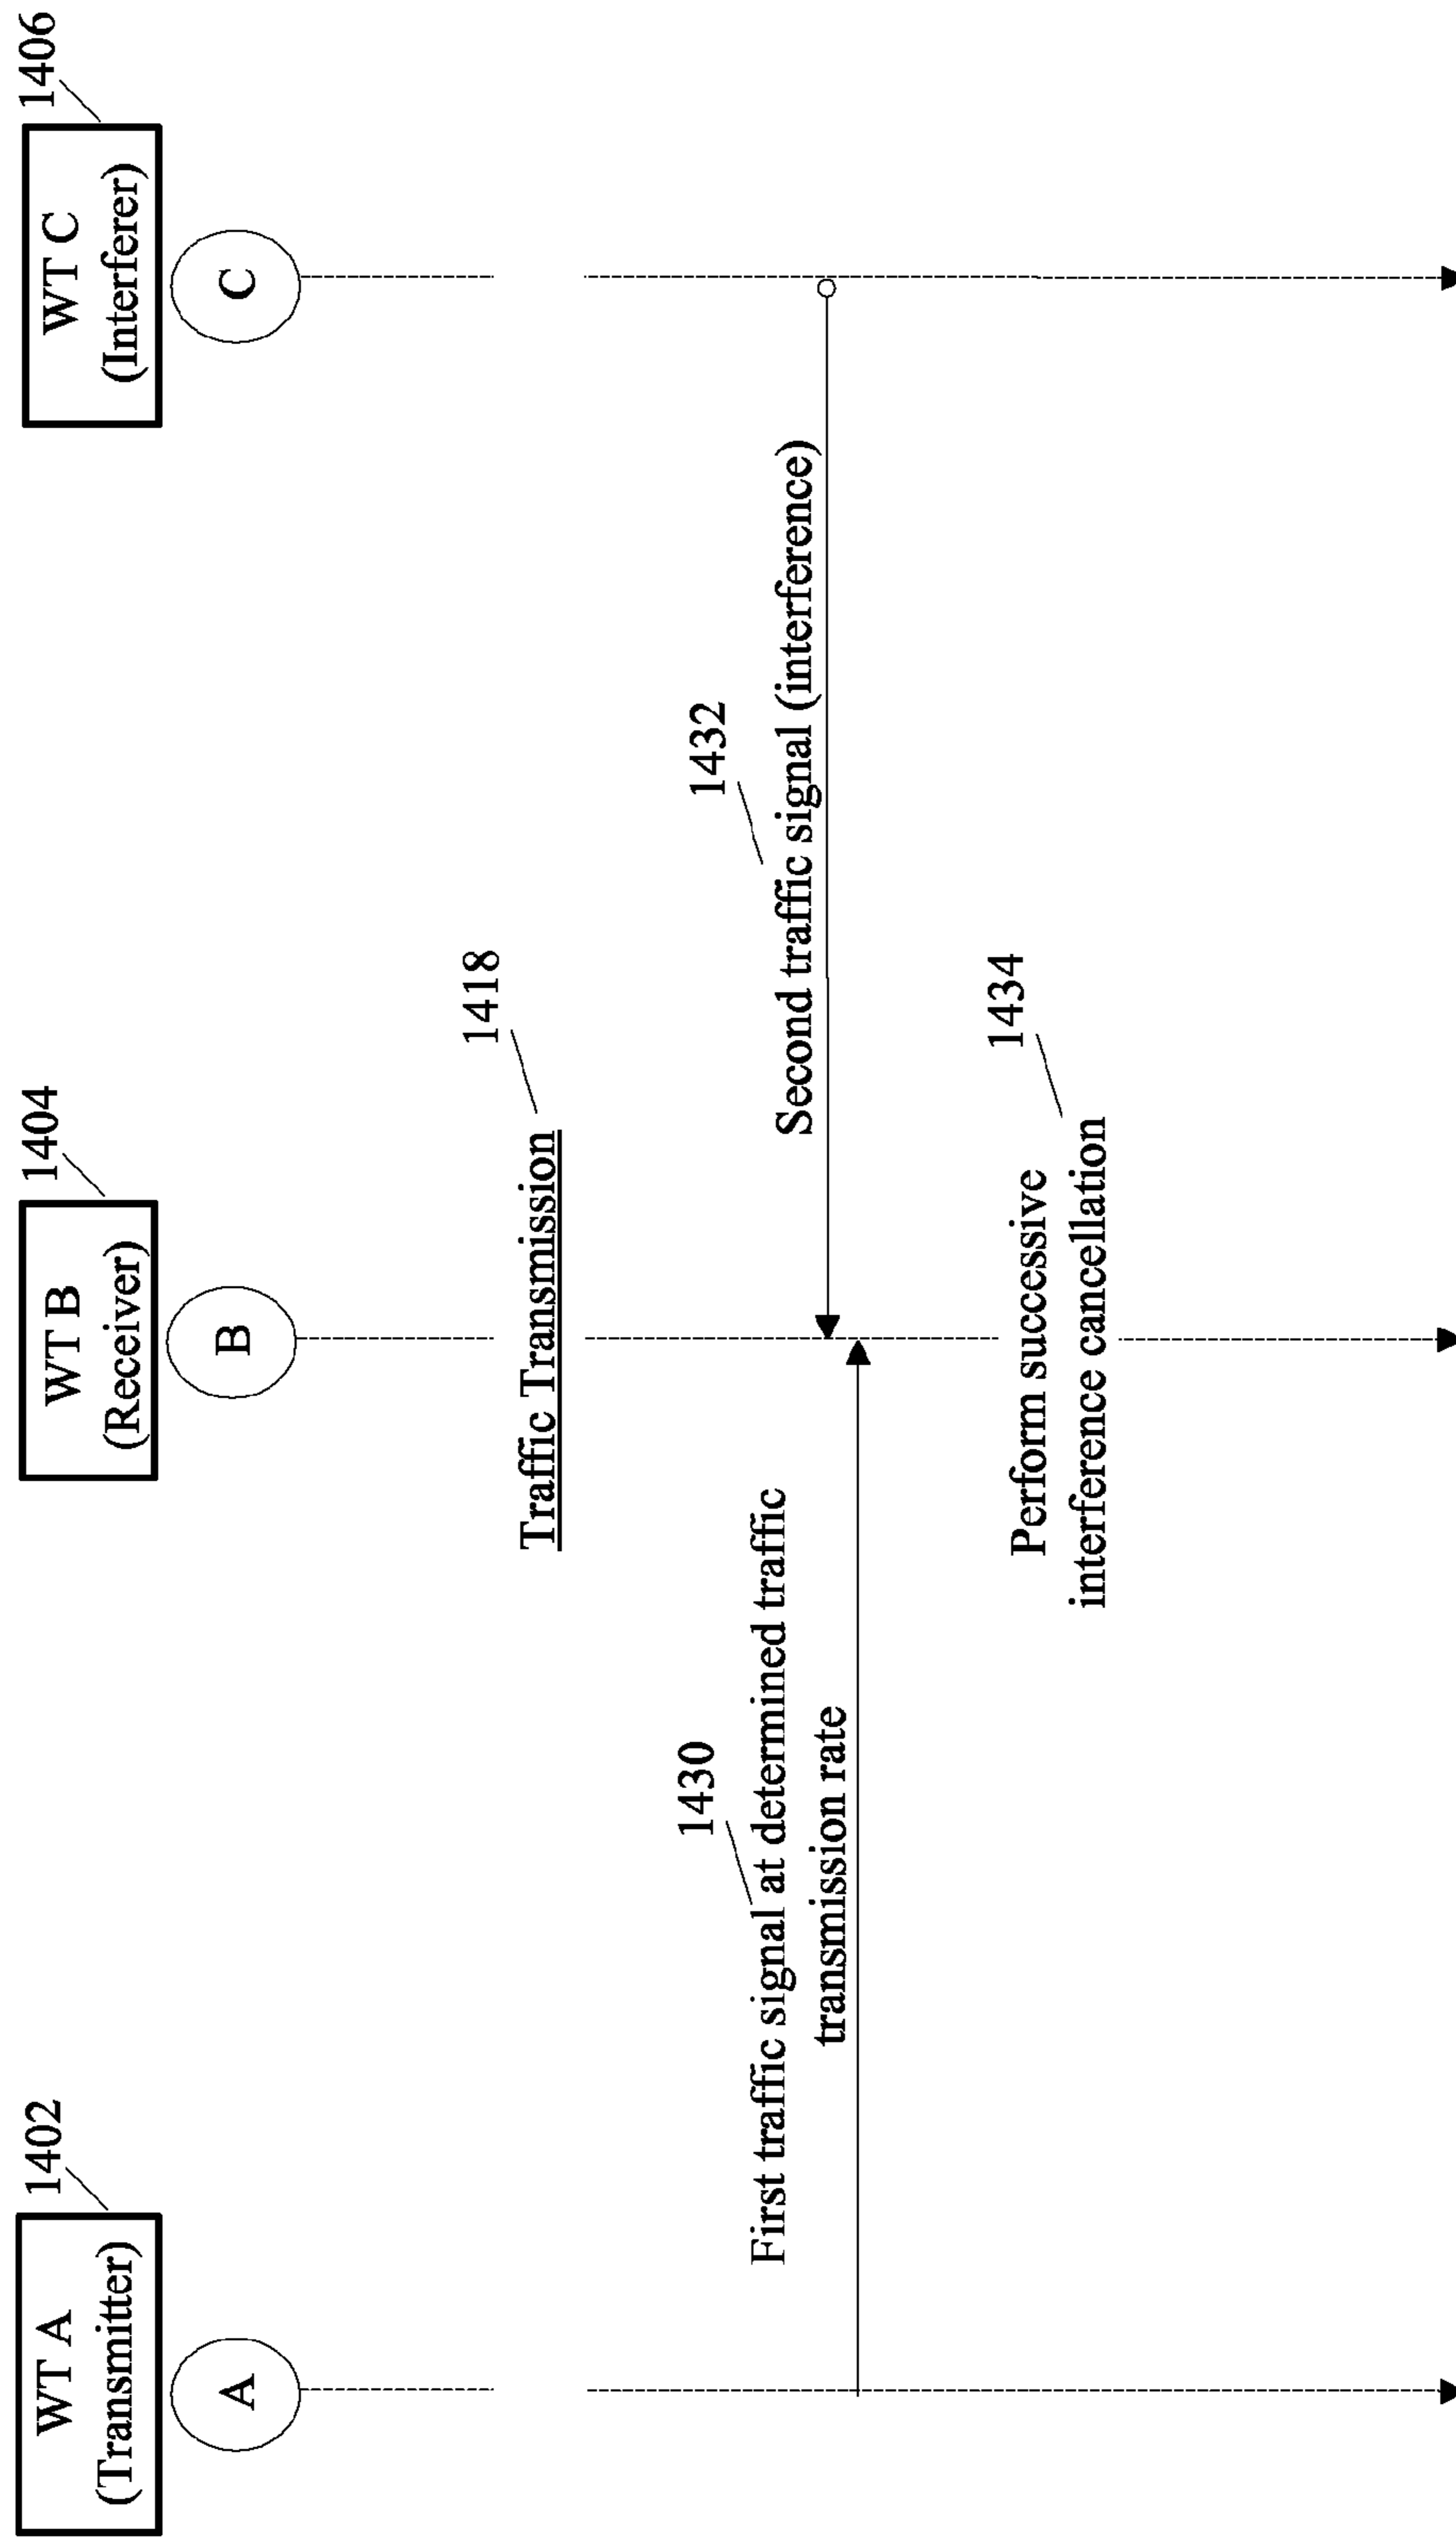 1402
WT A
(Transmitter)
A
1404
WT B
(Receiver)
B
1406
WT C
(Interferer)
C
1418
Traffic Transmission
1430
First traffic signal at determined traffic
transmission rate
1432
Second traffic signal (interference)
1434
Perform successive
interference cancellation